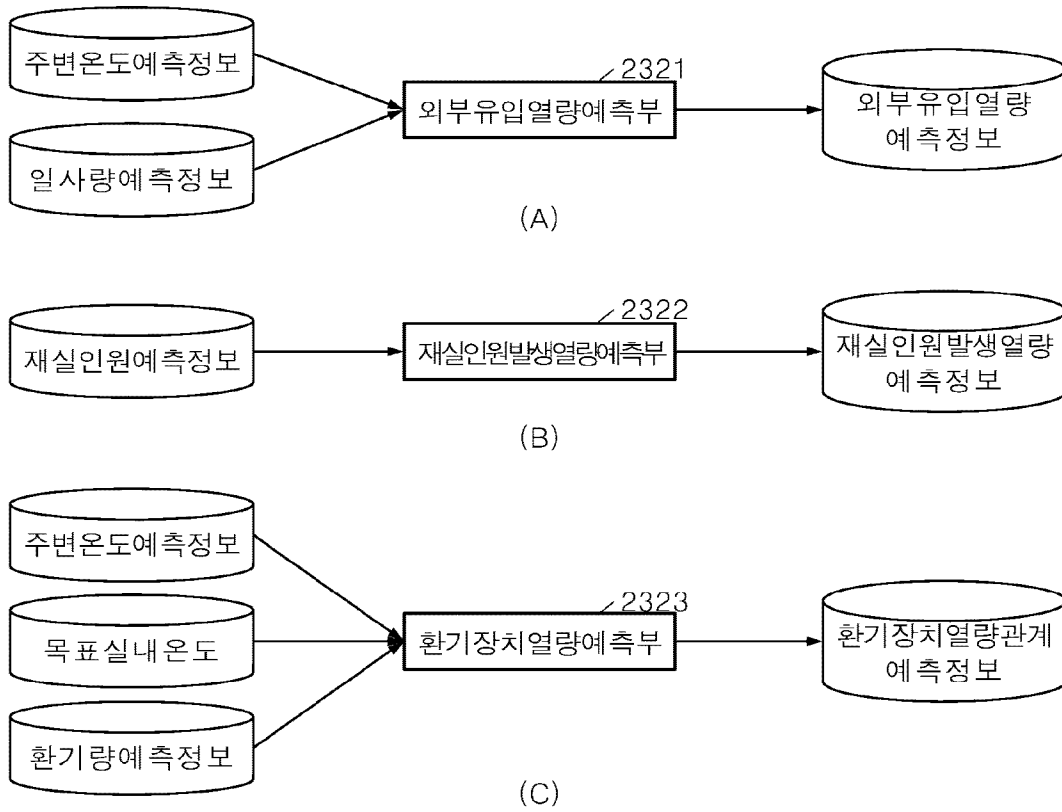 주변온도예측정보
일사량예측정보
2321
외부유입열량예측부
외부유입열량
예측정보
(A)
재실인원예측정보
2322
재실인원발생열량예측부
재실인원발생열량
예측정보
(B)
주변온도예측정보
목표실내온도
환기량예측정보
2323
환기장치열량예측부
환기장치열량관계
예측정보
(C)